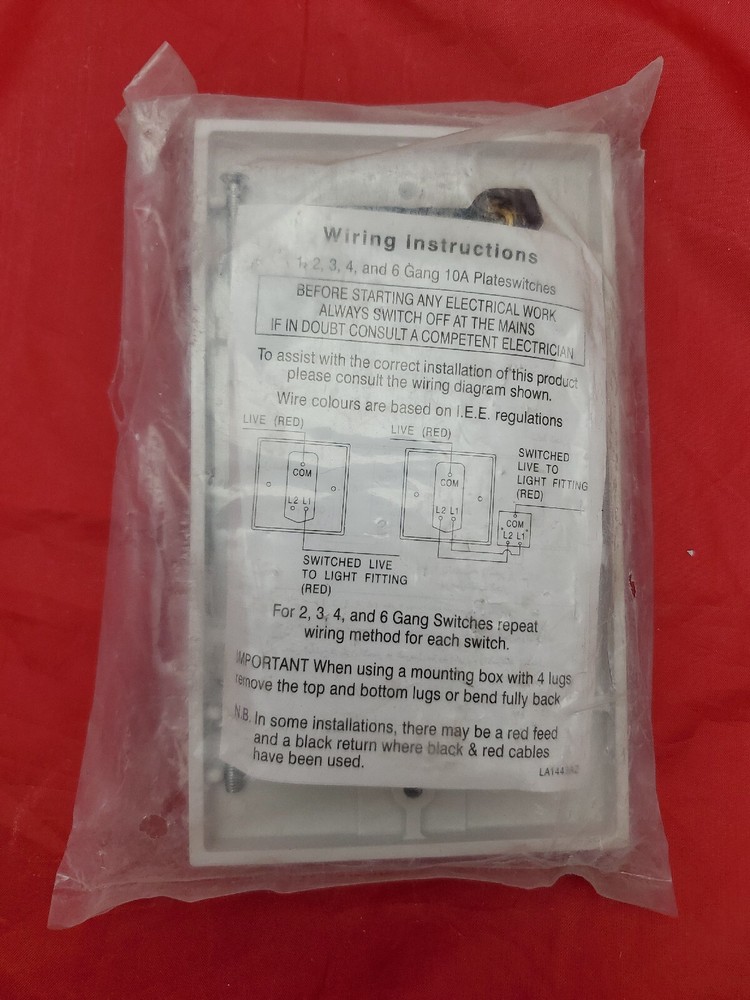 Wiring Instructions
1, 2, 3, 4, and 6 Gang 10A Plateswitches
BEFORE STARTING ANY ELECTRICAL WORK
ALWAYS SWITCH OFF AT THE MAINS
IF IN DOUBT CONSULT A COMPETENT ELECTRICIAN
To assist with the correct installation of this product
please consult the wiring diagram shown.
Wire colours are based on I.E.E. regulations
LIVE (RED)
COM
L2 L1
SWITCHED LIVE
TO LIGHT FITTING
(RED)
LIVE (RED)
COM
L2 L1
SWITCHED
LIVE TO
LIGHT FITTING
(RED)
COM
L2 L1
For 2, 3, 4, and 6 Gang Switches repeat
wiring method for each switch.
IMPORTANT When using a mounting box with 4 lugs
remove the top and bottom lugs or bend fully back
N.B. In some installations, there may be a red feed
and a black return where black & red cables
have been used.